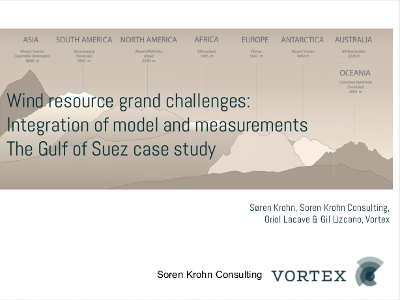 ASIA
SOUTH AMERICA
NORTH AMERICA
AFRICA
EUROPE
ANTARCTICA
AUSTRALIA
OCEANIA
Wind resource grand challenges:
Integration of model and measurements
The Gulf of Suez case study
Søren Krohn, Soren Krohn Consulting,
Oriol Lacave & Gil Lizcano, Vortex
Soren Krohn Consulting
VORTEX